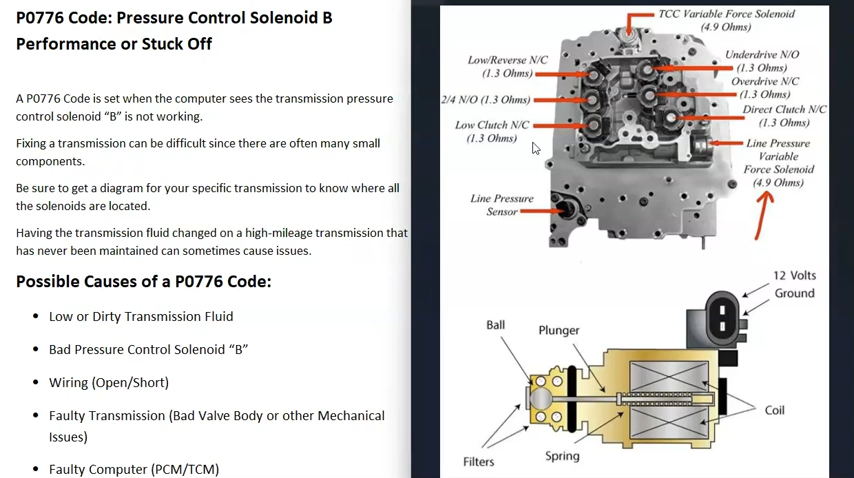 P0776 Code: Pressure Control Solenoid B
Performance or Stuck Off
A P0776 Code is set when the computer sees the transmission pressure
control solenoid “B” is not working.
Fixing a transmission can be difficult since there are often many small
components.
Be sure to get a diagram for your specific transmission to know where all
the solenoids are located.
Having the transmission fluid changed on a high-mileage transmission that
has never been maintained can sometimes cause issues.
Possible Causes of a P0776 Code:
Low or Dirty Transmission Fluid
Bad Pressure Control Solenoid “B”
Wiring (Open/Short)
Faulty Transmission (Bad Valve Body or other Mechanical
Issues)
Faulty Computer (PCM/TCM)
TCC Variable Force Solenoid
(4.9 Ohms)
Low/Reverse N/C
(1.3 Ohms)
2/4 N/O (1.3 Ohms)
Low Clutch N/C
(1.3 Ohms)
Underdrive N/O
(1.3 Ohms)
Overdrive N/C
(1.3 Ohms)
Direct Clutch N/C
(1.3 Ohms)
Line Pressure
Variable
Force Solenoid
(4.9 Ohms)
Line Pressure
Sensor
12 Volts
Ground
Ball
Plunger
Coil
Spring
Filters